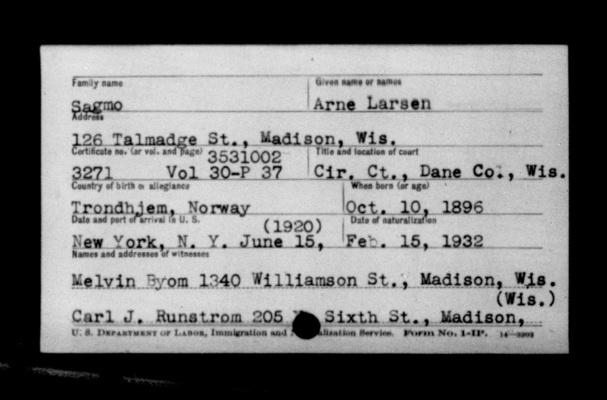 Family name Given name or names
Sagmo Arne Larsen
Address
126 Talmadge St., Madison, Wis.
Certificate no. (or vol. and page) 3531002 Title and location of court
3271 Vol 30-P 37 Cir. Ct., Dane Co., Wis.
Country of birth or allegiance When born (or age)
Trondhjem, Norway Oct. 10, 1896
Date and port of arrival in U. S. (1920) Date of naturalization
New York, N. Y. June 15, Feb. 15, 1932
Names and addresses of witnesses
Melvin Byom 1340 Williamson St., Madison, Wis.
(Wis.)
Carl J. Runstrom 205 Sixth St., Madison,
U. S. Department of Labor, Immigration and Naturalization Service. Form No. 1-IP. 14-3202